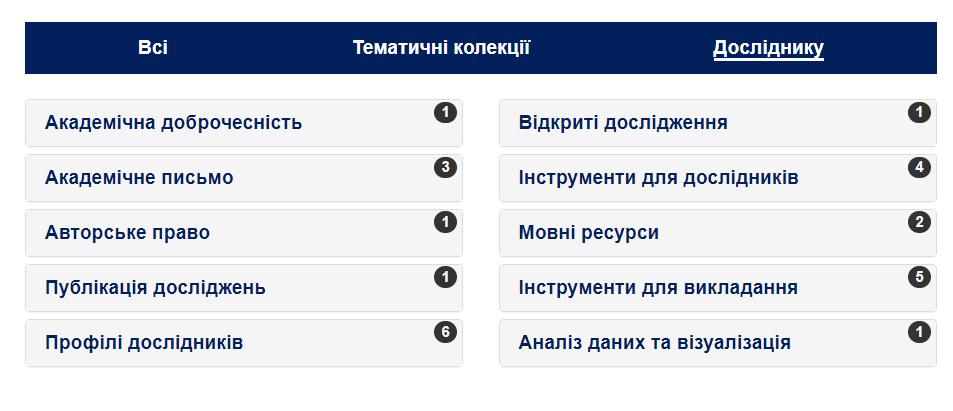 Всі
Тематичні колекції
Досліднику
Академічна доброчесність 1
Академічне письмо 3
Авторське право 1
Публікація досліджень 1
Профілі дослідників 6
Відкриті дослідження 1
Інструменти для дослідників 4
Мовні ресурси 2
Інструменти для викладання 5
Аналіз даних та візуалізація 1